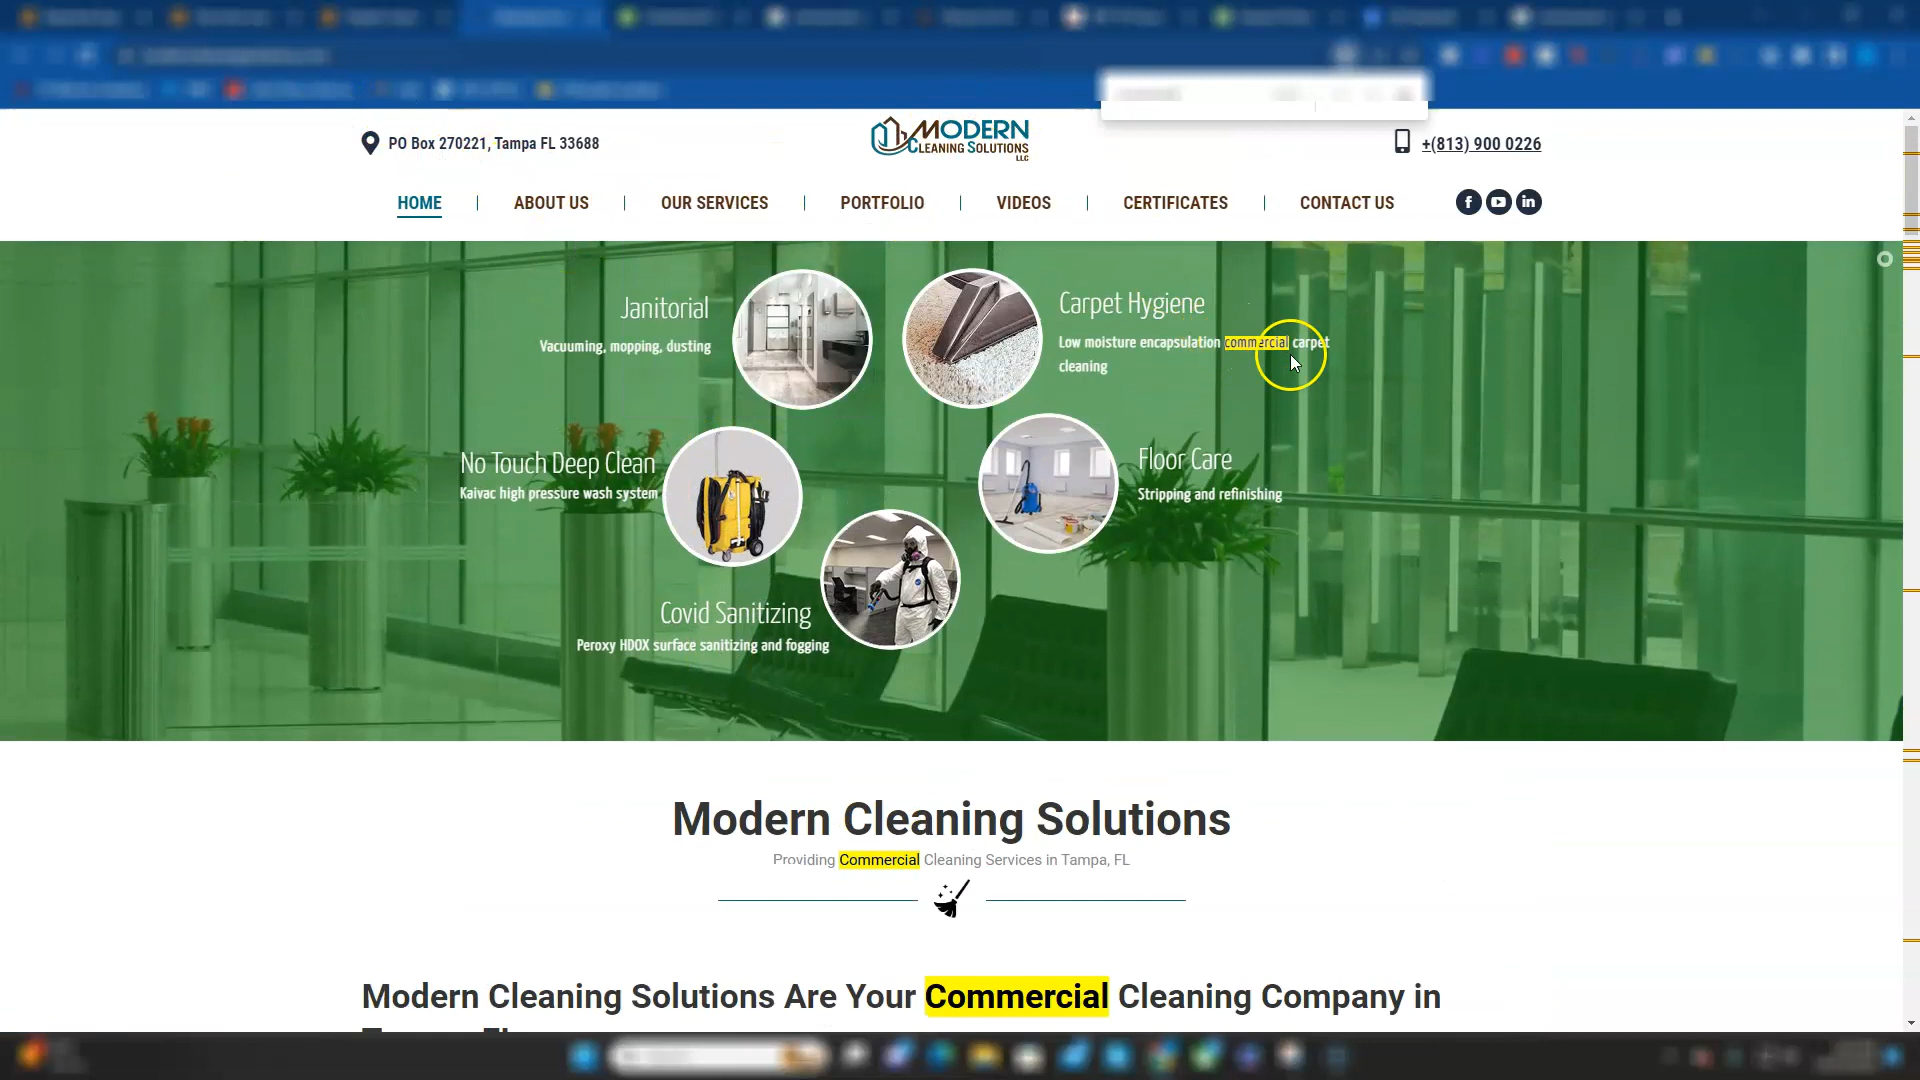 PO Box 270221, Tampa FL 33688
MODERN
CLEANING SOLUTIONS
LLC
+(813) 900 0226
HOME
ABOUT US
OUR SERVICES
PORTFOLIO
VIDEOS
CERTIFICATES
CONTACT US
Janitorial
Vacuuming, mopping, dusting
Carpet Hygiene
Low moisture encapsulation commercial carpet
cleaning
No Touch Deep Clean
Kaivac high pressure wash system
Floor Care
Stripping and refinishing
Covid Sanitizing
Peroxy HDOX surface sanitizing and fogging
Modern Cleaning Solutions
Providing Commercial Cleaning Services in Tampa, FL
Modern Cleaning Solutions Are Your Commercial Cleaning Company in